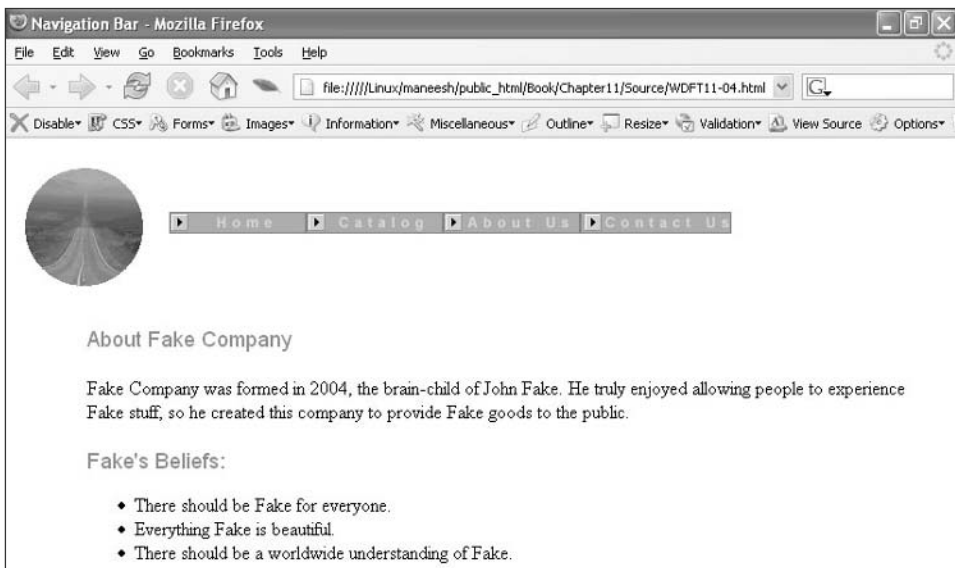 Navigation Bar - Mozilla Firefox
File Edit View Go Bookmarks Tools Help
file://///Linux/maneesh/public_html/Book/Chapter11/Source/WDFT11-04.html G
Disable CSS Forms Images Information Miscellaneous Outline Resize Validation View Source Options
Home Catalog About Us Contact Us
About Fake Company
Fake Company was formed in 2004, the brain-child of John Fake. He truly enjoyed allowing people to experience
Fake stuff, so he created this company to provide Fake goods to the public.
Fake's Beliefs:
• There should be Fake for everyone.
• Everything Fake is beautiful.
• There should be a worldwide understanding of Fake.